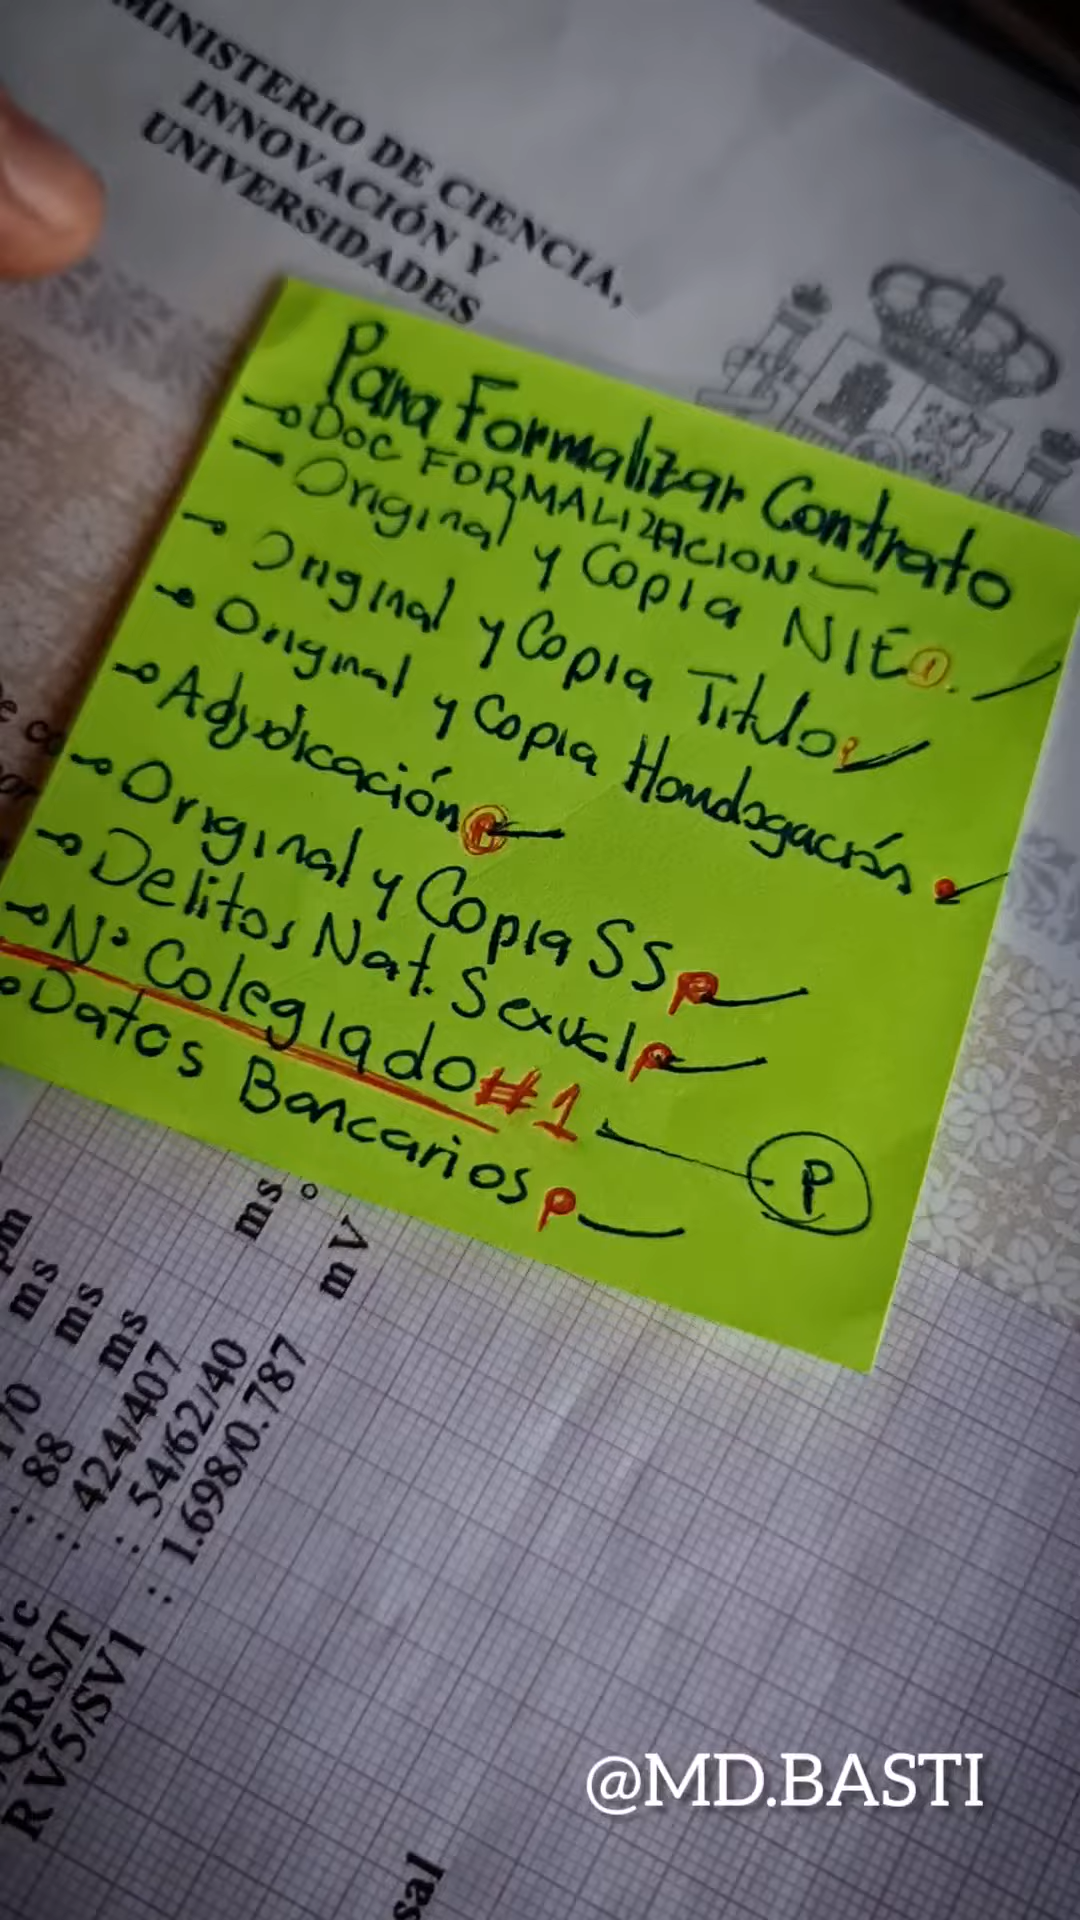 MINISTERIO DE CIENCIA,
INNOVACIÓN Y
UNIVERSIDADES
Para Formalizar Contrato
DOC FORMALIZACION
Original y Copia NIE
Original y Copia Titulo
Original y Copia Homologación
Adjudicación
Original y Copia SS
Delitos Nat. Sexual
N° Colegiado #1
P
Datos Bancarios
ms
ms
ms
: 88 ms
: 424/407
: 54/62/40 °
: 1.698/0.787 mV
QRS/T
RV5/SV1
@MD.BASTI